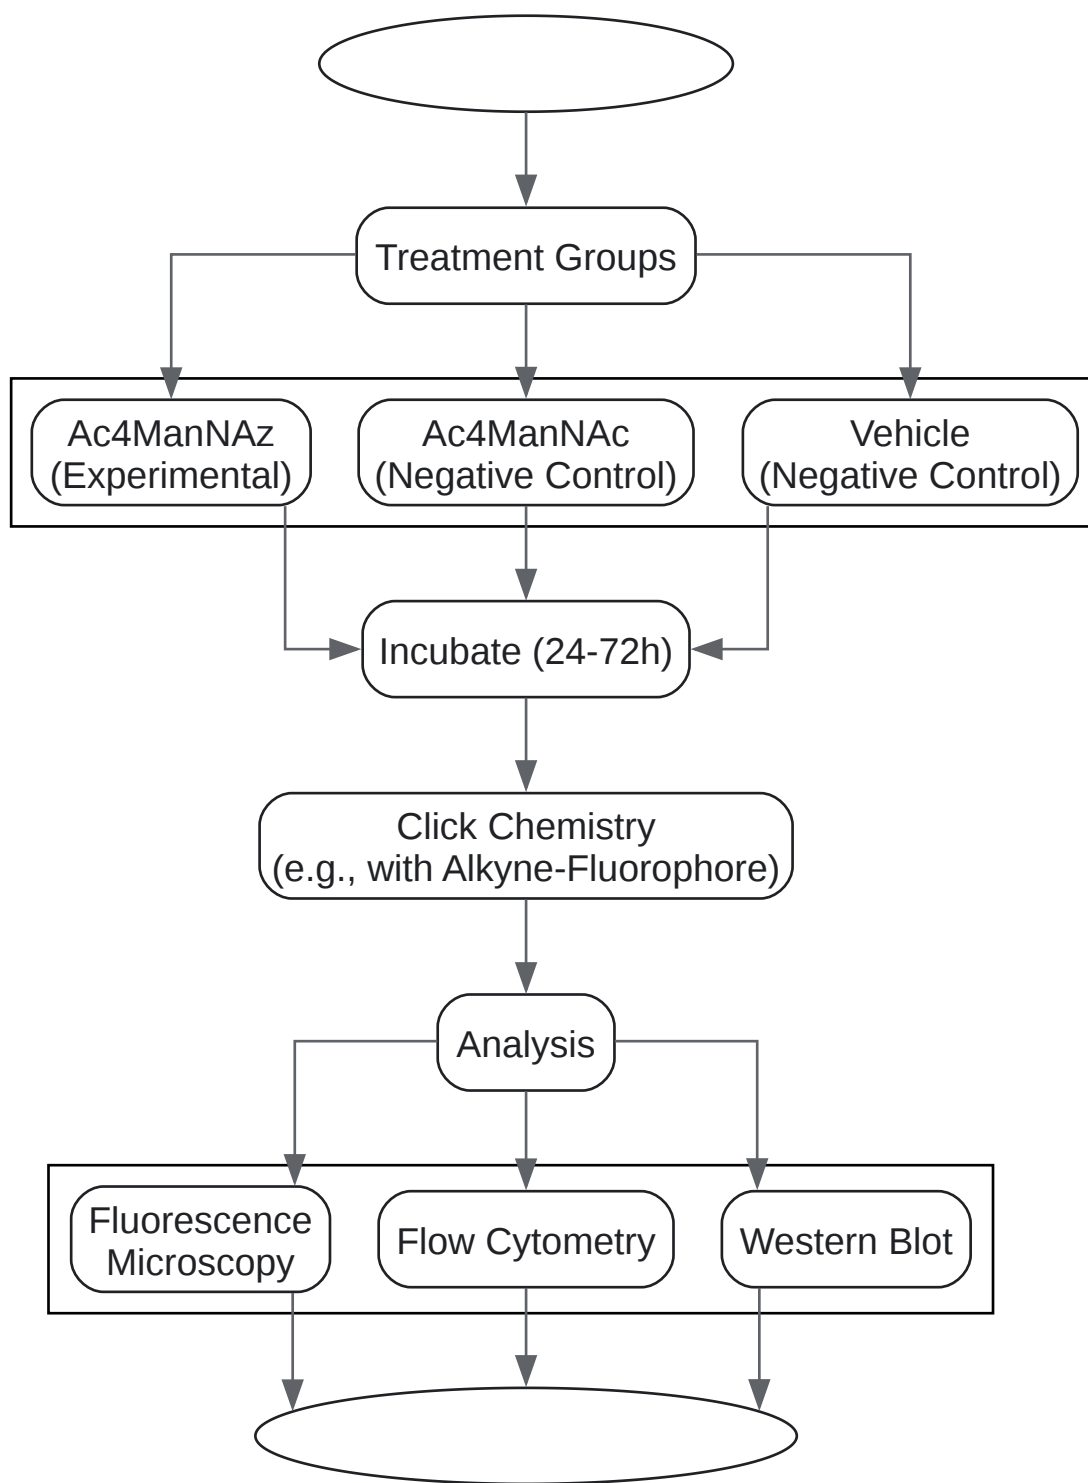 Treatment Groups
Ac4ManNAz
(Experimental)
Ac4ManNAc
(Negative Control)
Vehicle
(Negative Control)
Incubate (24-72h)
Click Chemistry
(e.g., with Alkyne-Fluorophore)
Analysis
Fluorescence
Microscopy
Flow Cytometry
Western Blot